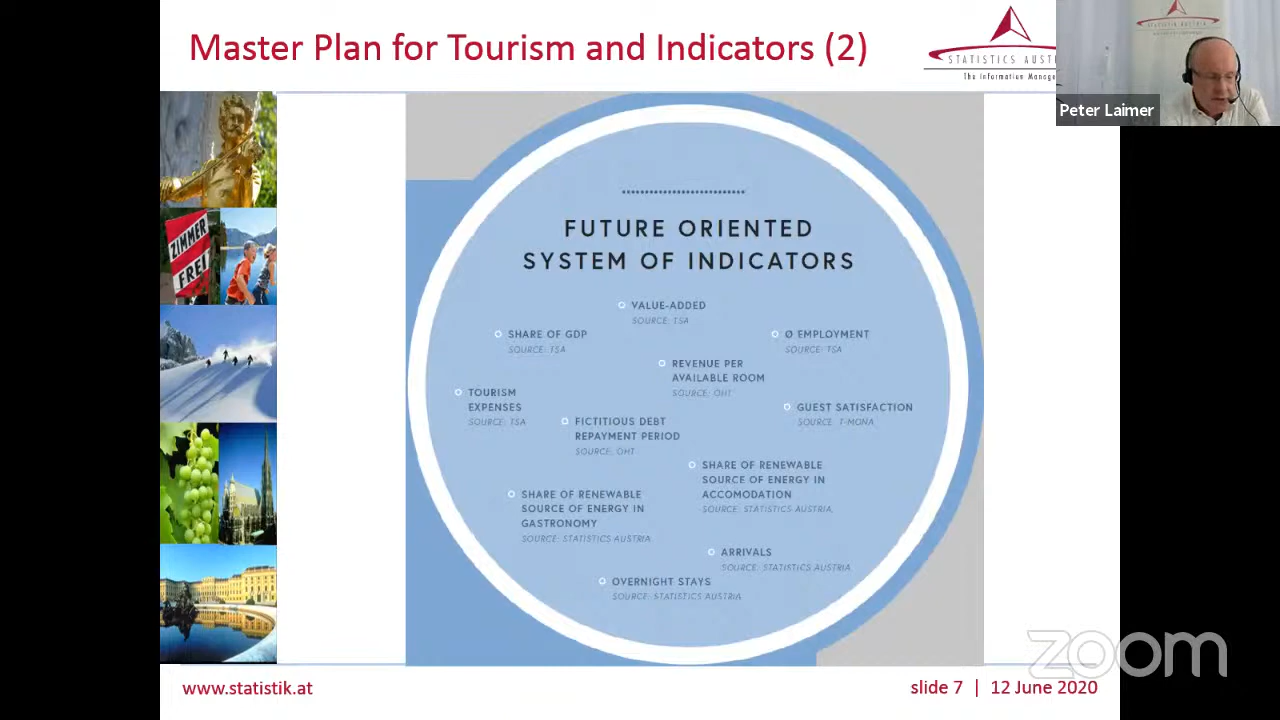 Master Plan for Tourism and Indicators (2)
STATISTICS AUST
The Information Manag
Peter Laimer
ZIMMER
FREI
FUTURE ORIENTED
SYSTEM OF INDICATORS
VALUE-ADDED
SOURCE: TSA
SHARE OF GDP
SOURCE: TSA
Ø EMPLOYMENT
SOURCE: TSA
REVENUE PER
AVAILABLE ROOM
SOURCE: OHT
TOURISM
EXPENSES
SOURCE: TSA
GUEST SATISFACTION
SOURCE: T-MONA
FICTITIOUS DEBT
REPAYMENT PERIOD
SOURCE: OHT
SHARE OF RENEWABLE
SOURCE OF ENERGY IN
ACCOMODATION
SOURCE: STATISTICS AUSTRIA
SHARE OF RENEWABLE
SOURCE OF ENERGY IN
GASTRONOMY
SOURCE: STATISTICS AUSTRIA
ARRIVALS
SOURCE: STATISTICS AUSTRIA
OVERNIGHT STAYS
SOURCE: STATISTICS AUSTRIA
zoom
www.statistik.at
slide 7 | 12 June 2020